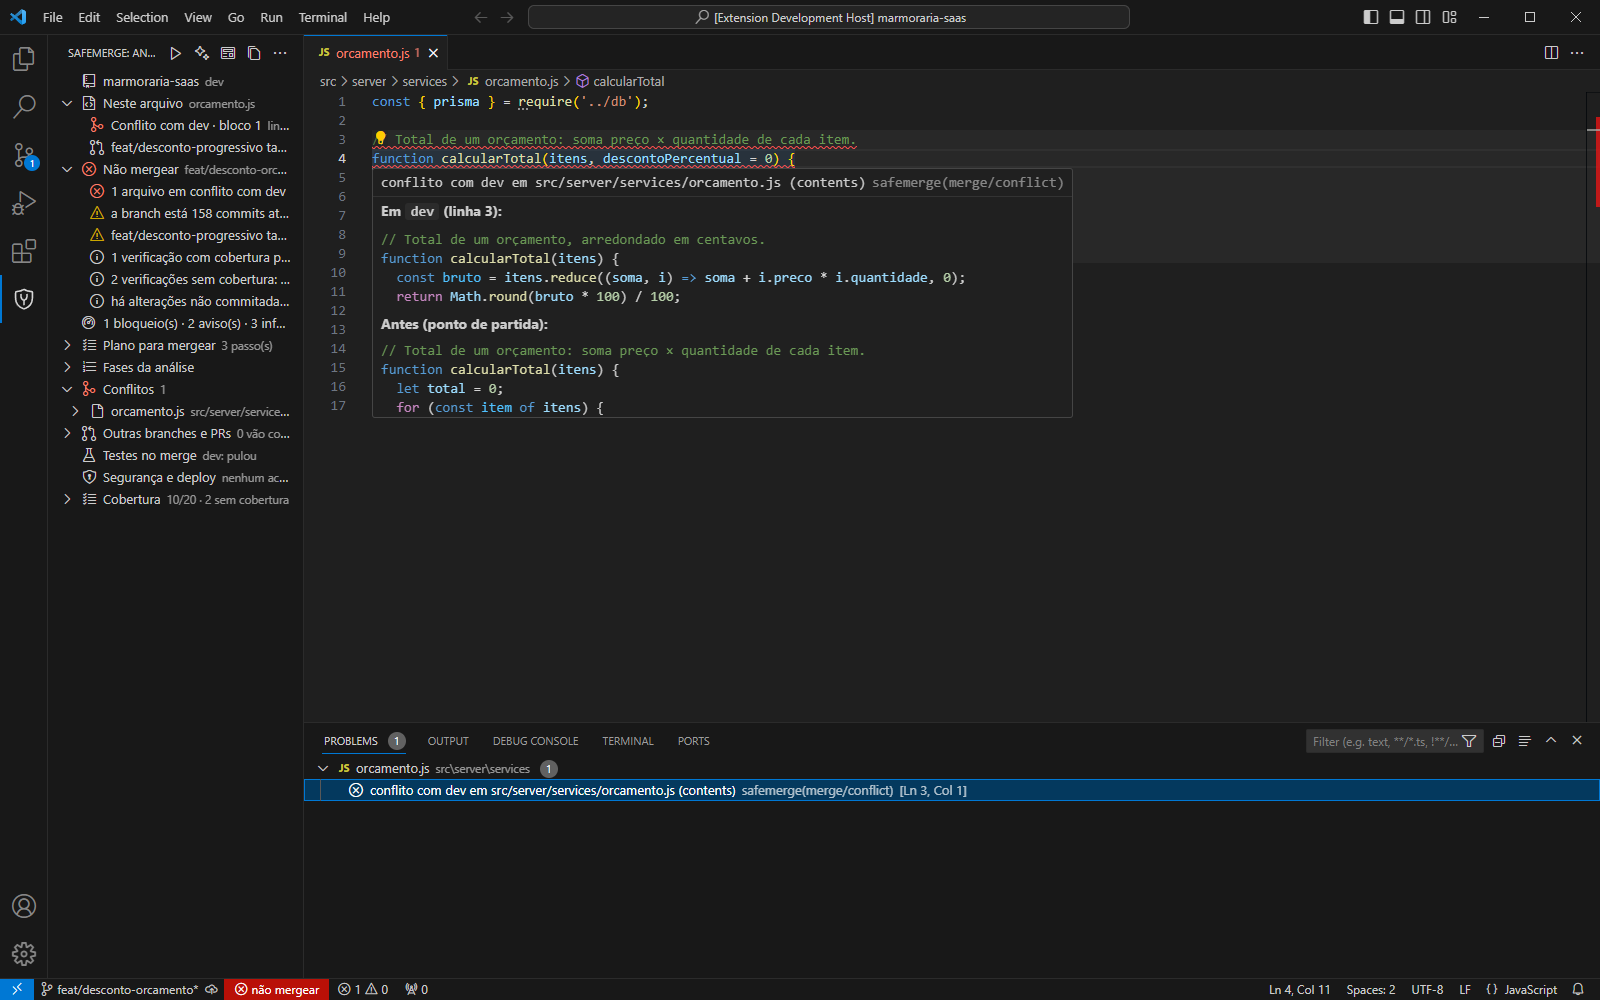 File Edit Selection View Go Run Terminal Help
[Extension Development Host] marmoraria-saas
SAFEMERGE: AN...
marmoraria-saas dev
Neste arquivo orcamento.js
Conflito com dev · bloco 1 lin...
feat/desconto-progressivo ta...
Não mergear feat/desconto-orc...
1 arquivo em conflito com dev
a branch está 158 commits at...
feat/desconto-progressivo ta...
1 verificação com cobertura p...
2 verificações sem cobertura: ...
há alterações não commitada...
1 bloqueio(s) · 2 aviso(s) · 3 inf...
Plano para mergear 3 passo(s)
Fases da análise
Conflitos 1
orcamento.js src/server/service...
Outras branches e PRs 0 vão co...
Testes no merge dev: pulou
Segurança e deploy nenhum ac...
Cobertura 10/20 · 2 sem cobertura
1
JS orcamento.js 1
src > server > services > JS orcamento.js > calcularTotal
1 const { prisma } = require('../db');
2
3 Total de um orçamento: soma preço × quantidade de cada item.
4 function calcularTotal(itens, descontoPercentual = 0) {
5
6
7
8
9
10
11
12
13
14
15
16
17
conflito com dev em src/server/services/orcamento.js (contents) safemerge(merge/conflict)
Em dev (linha 3):
// Total de um orçamento, arredondado em centavos.
function calcularTotal(itens) {
const bruto = itens.reduce((soma, i) => soma + i.preco * i.quantidade, 0);
return Math.round(bruto * 100) / 100;
Antes (ponto de partida):
// Total de um orçamento: soma preço × quantidade de cada item.
function calcularTotal(itens) {
let total = 0;
for (const item of itens) {
PROBLEMS 1 OUTPUT DEBUG CONSOLE TERMINAL PORTS
Filter (e.g. text, **/*.ts, !**/...
JS orcamento.js src\server\services 1
conflito com dev em src/server/services/orcamento.js (contents) safemerge(merge/conflict) [Ln 3, Col 1]
feat/desconto-orcamento* não mergear 1 0 0
Ln 4, Col 11 Spaces: 2 UTF-8 LF {} JavaScript